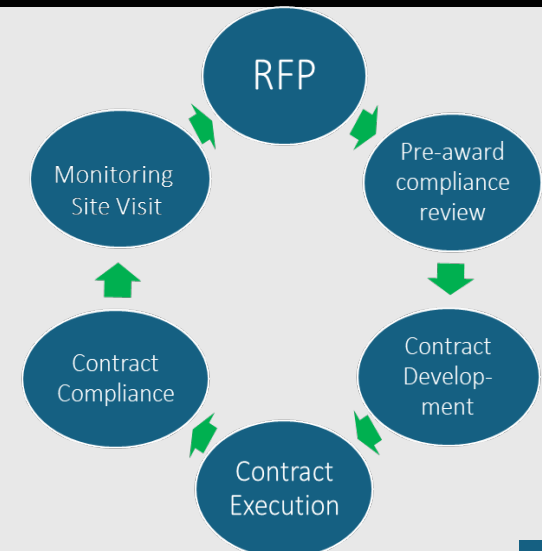 RFP
Pre-award
compliance
review
Contract
Develop-
ment
Contract
Execution
Contract
Compliance
Monitoring
Site Visit